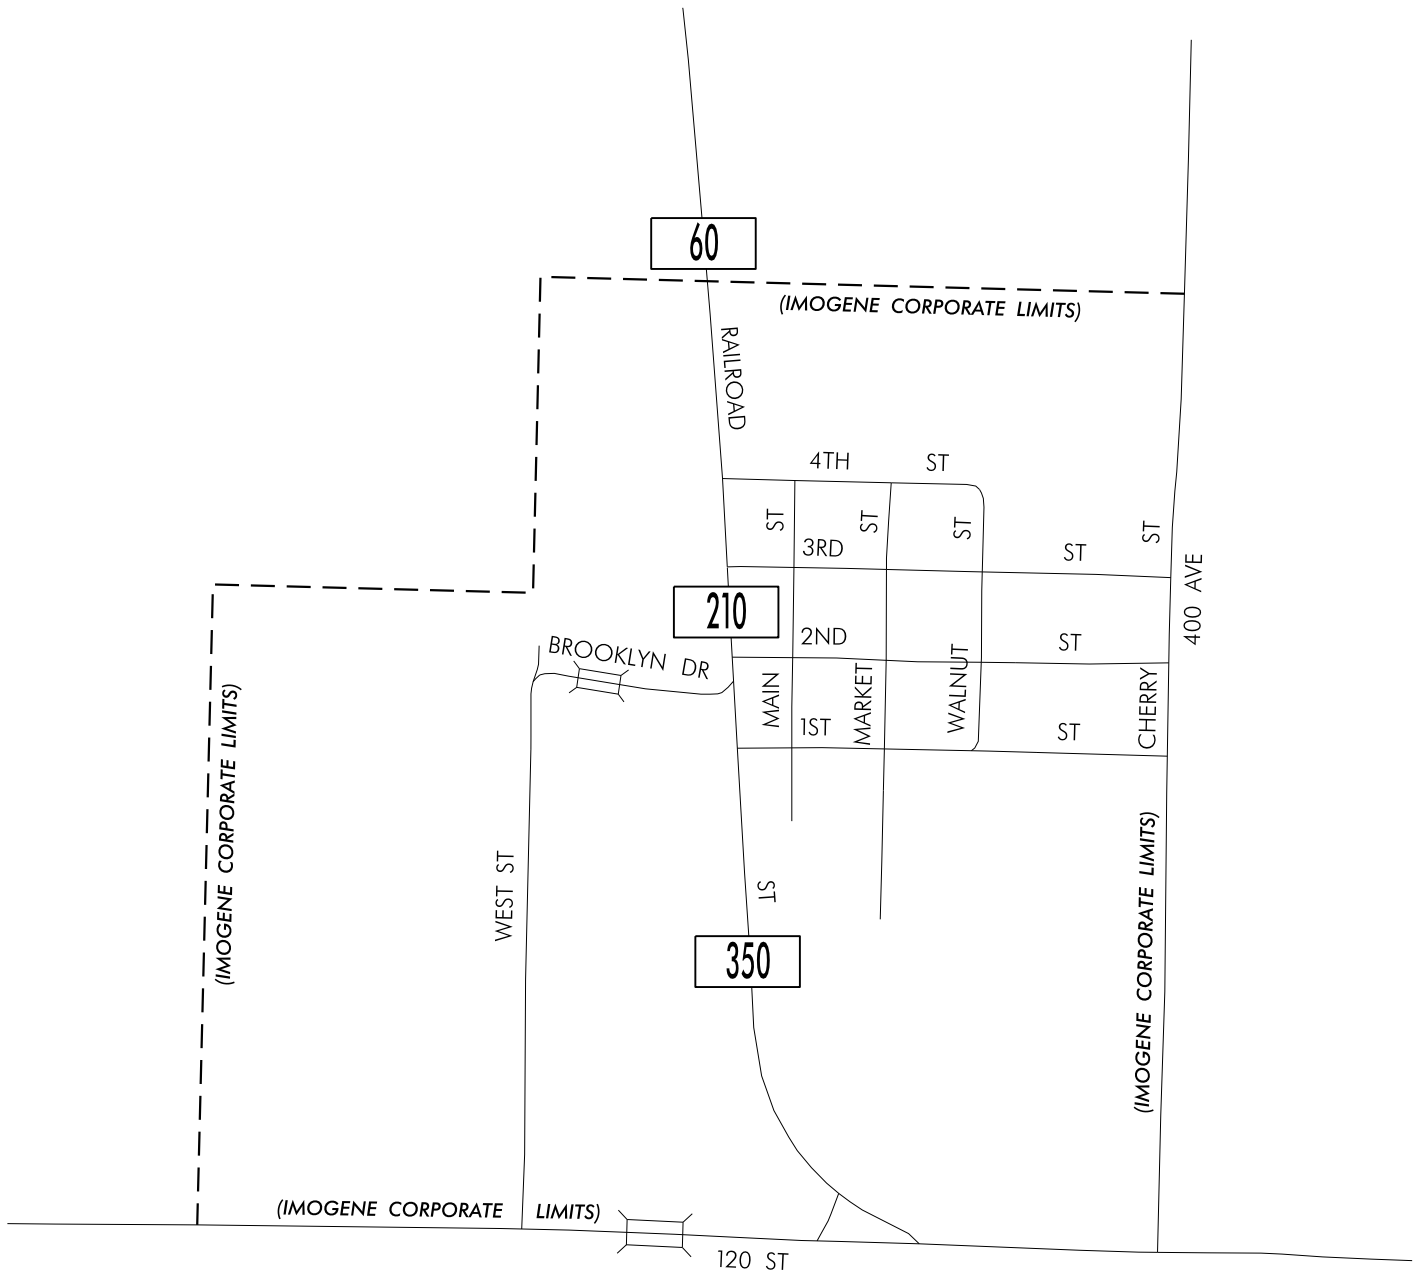 60
(IMOGENE CORPORATE LIMITS)
RAILROAD
4TH ST
ST
ST
ST
ST
3RD ST
400 AVE
210
2ND ST
BROOKLYN DR
MAIN
MARKET
WALNUT
CHERRY
1ST ST
(IMOGENE CORPORATE LIMITS)
WEST ST
ST
(IMOGENE CORPORATE LIMITS)
350
(IMOGENE CORPORATE LIMITS)
120 ST